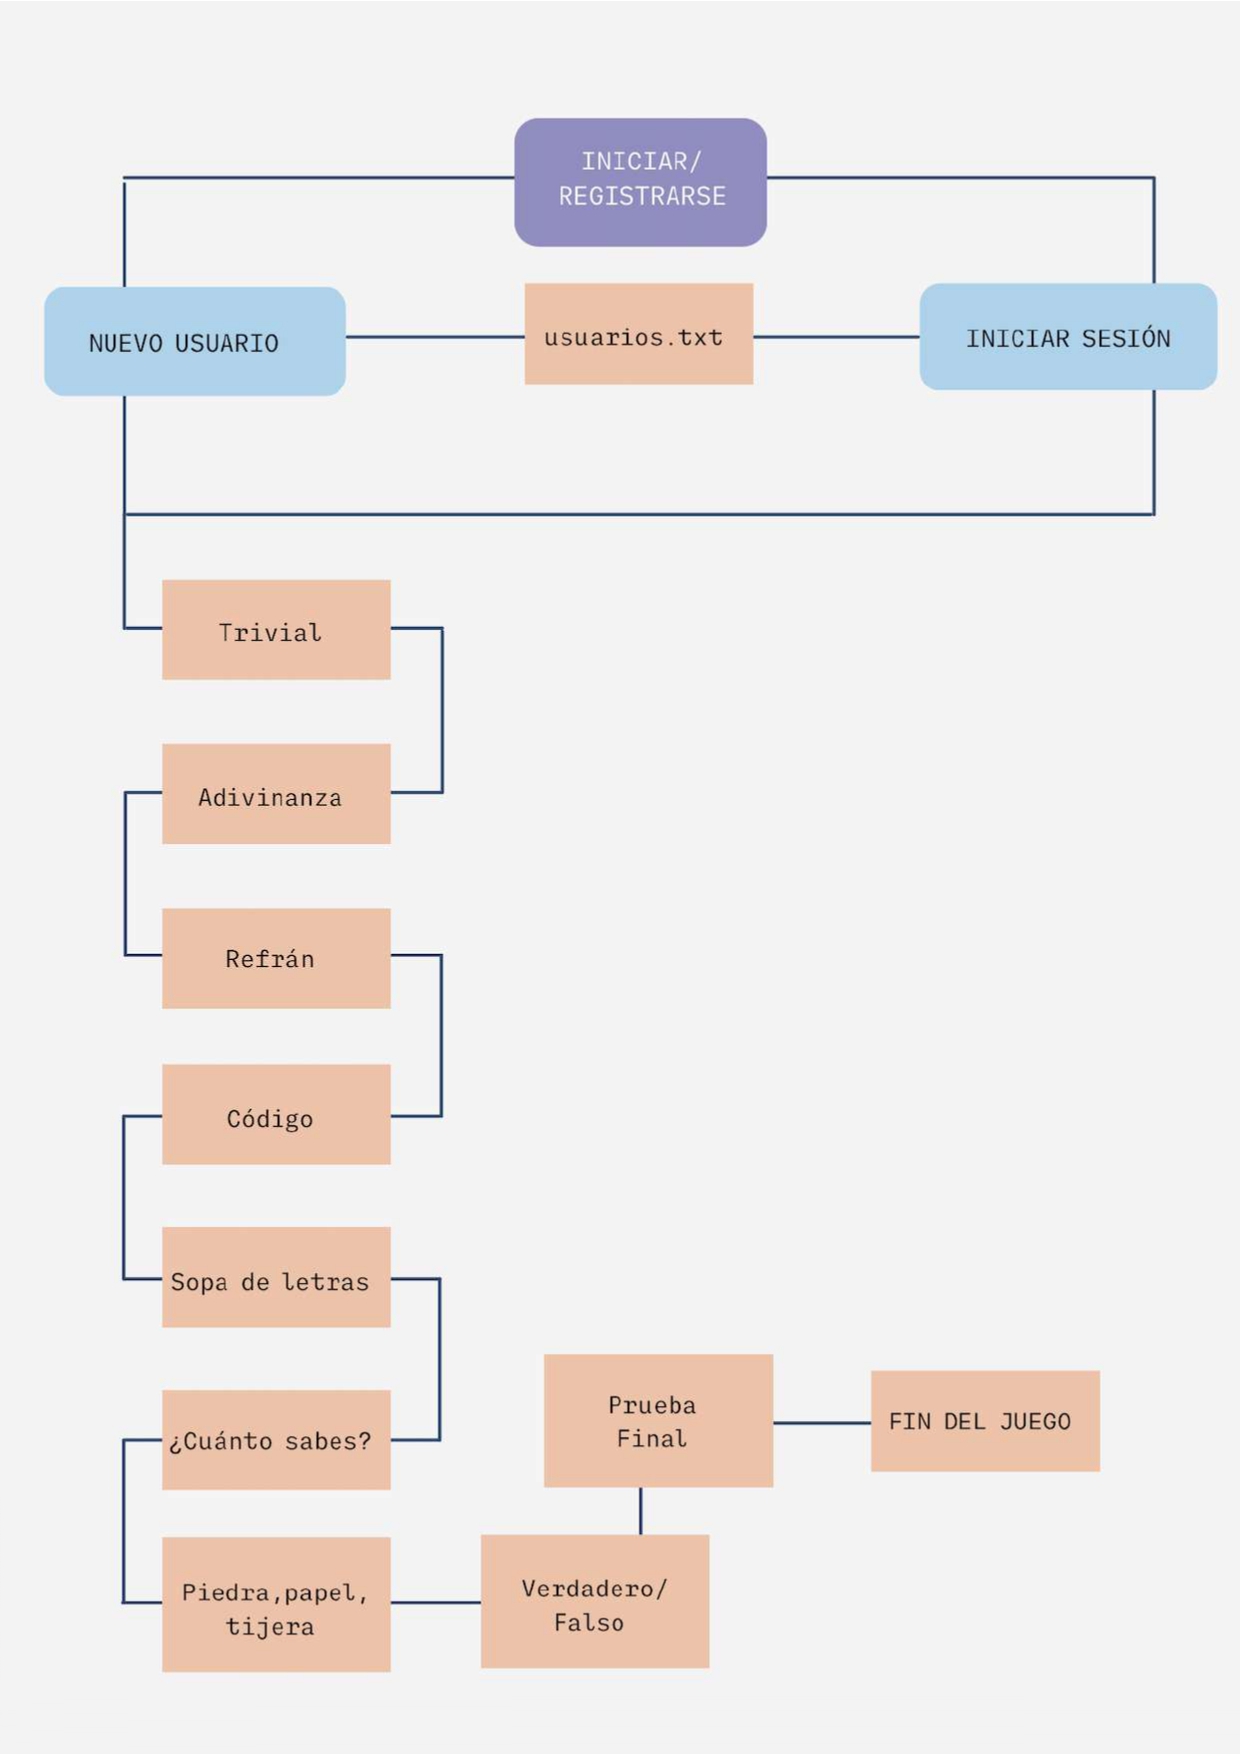 INICIAR/
REGISTRARSE
NUEVO USUARIO
usuarios.txt
INICIAR SESIÓN
Trivial
Adivinanza
Refrán
Código
Sopa de letras
¿Cuánto sabes?
Prueba
Final
FIN DEL JUEGO
Piedra,papel,
tijera
Verdadero/
Falso